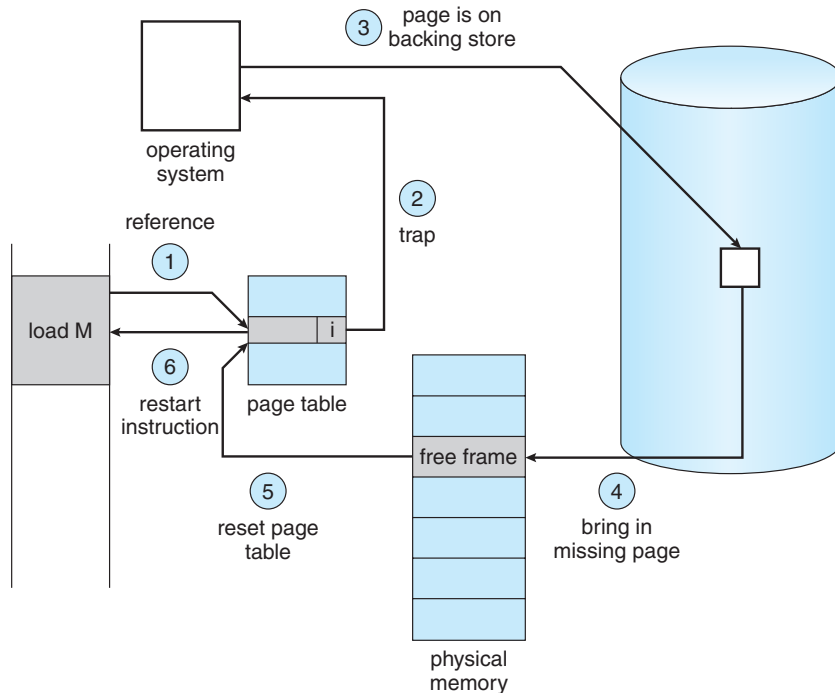 3
page is on
backing store
operating
system
2
trap
reference
1
load M
i
6
restart
instruction
page table
free frame
5
reset page
table
4
bring in
missing page
physical
memory